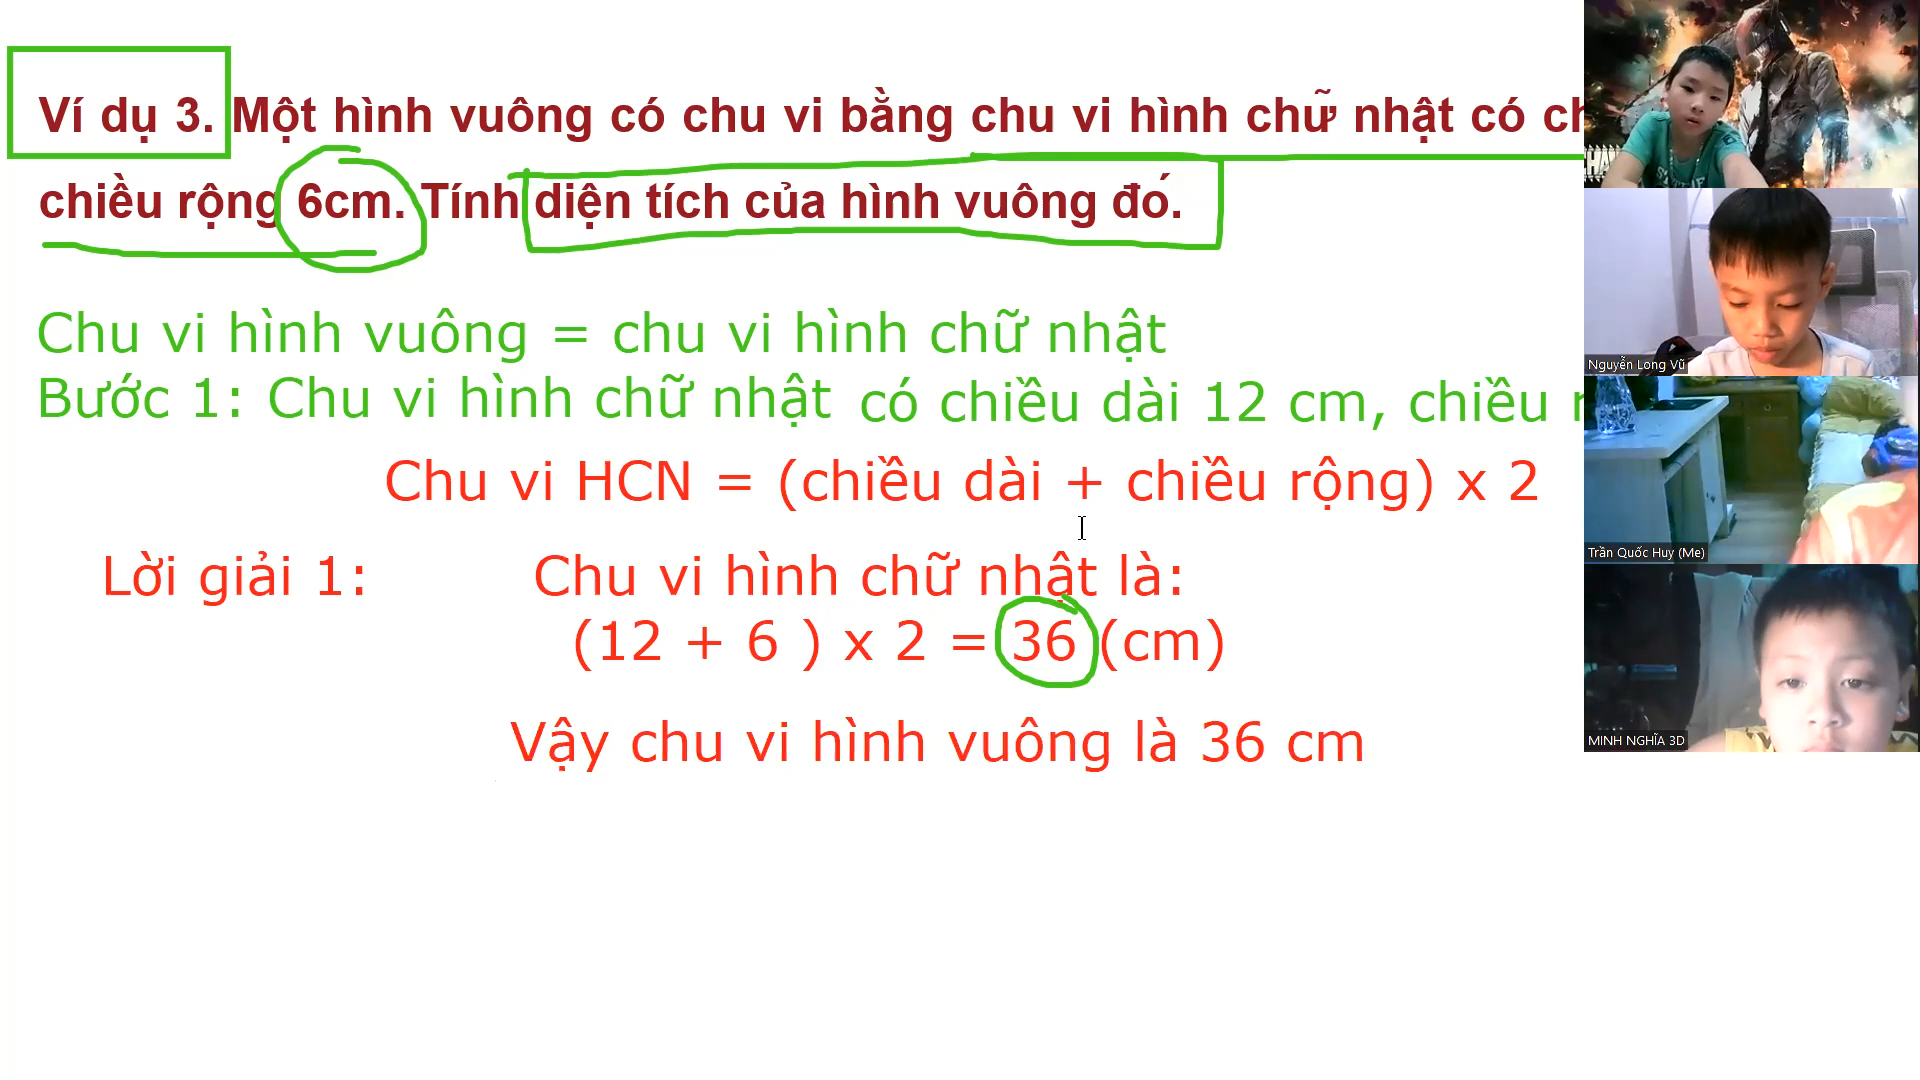 Ví dụ 3. Một hình vuông có chu vi bằng chu vi hình chữ nhật có
chiều rộng 6cm. Tính diện tích của hình vuông đó.
Chu vi hình vuông = chu vi hình chữ nhật
Bước 1: Chu vi hình chữ nhật có chiều dài 12 cm, chiều
Chu vi HCN = (chiều dài + chiều rộng) x 2
Lời giải 1: Chu vi hình chữ nhật là:
(12 + 6 ) x 2 = 36 (cm)
Vậy chu vi hình vuông là 36 cm
Nguyễn Long Vũ
Trần Quốc Huy (Me)
MINH NGHĨA 3D